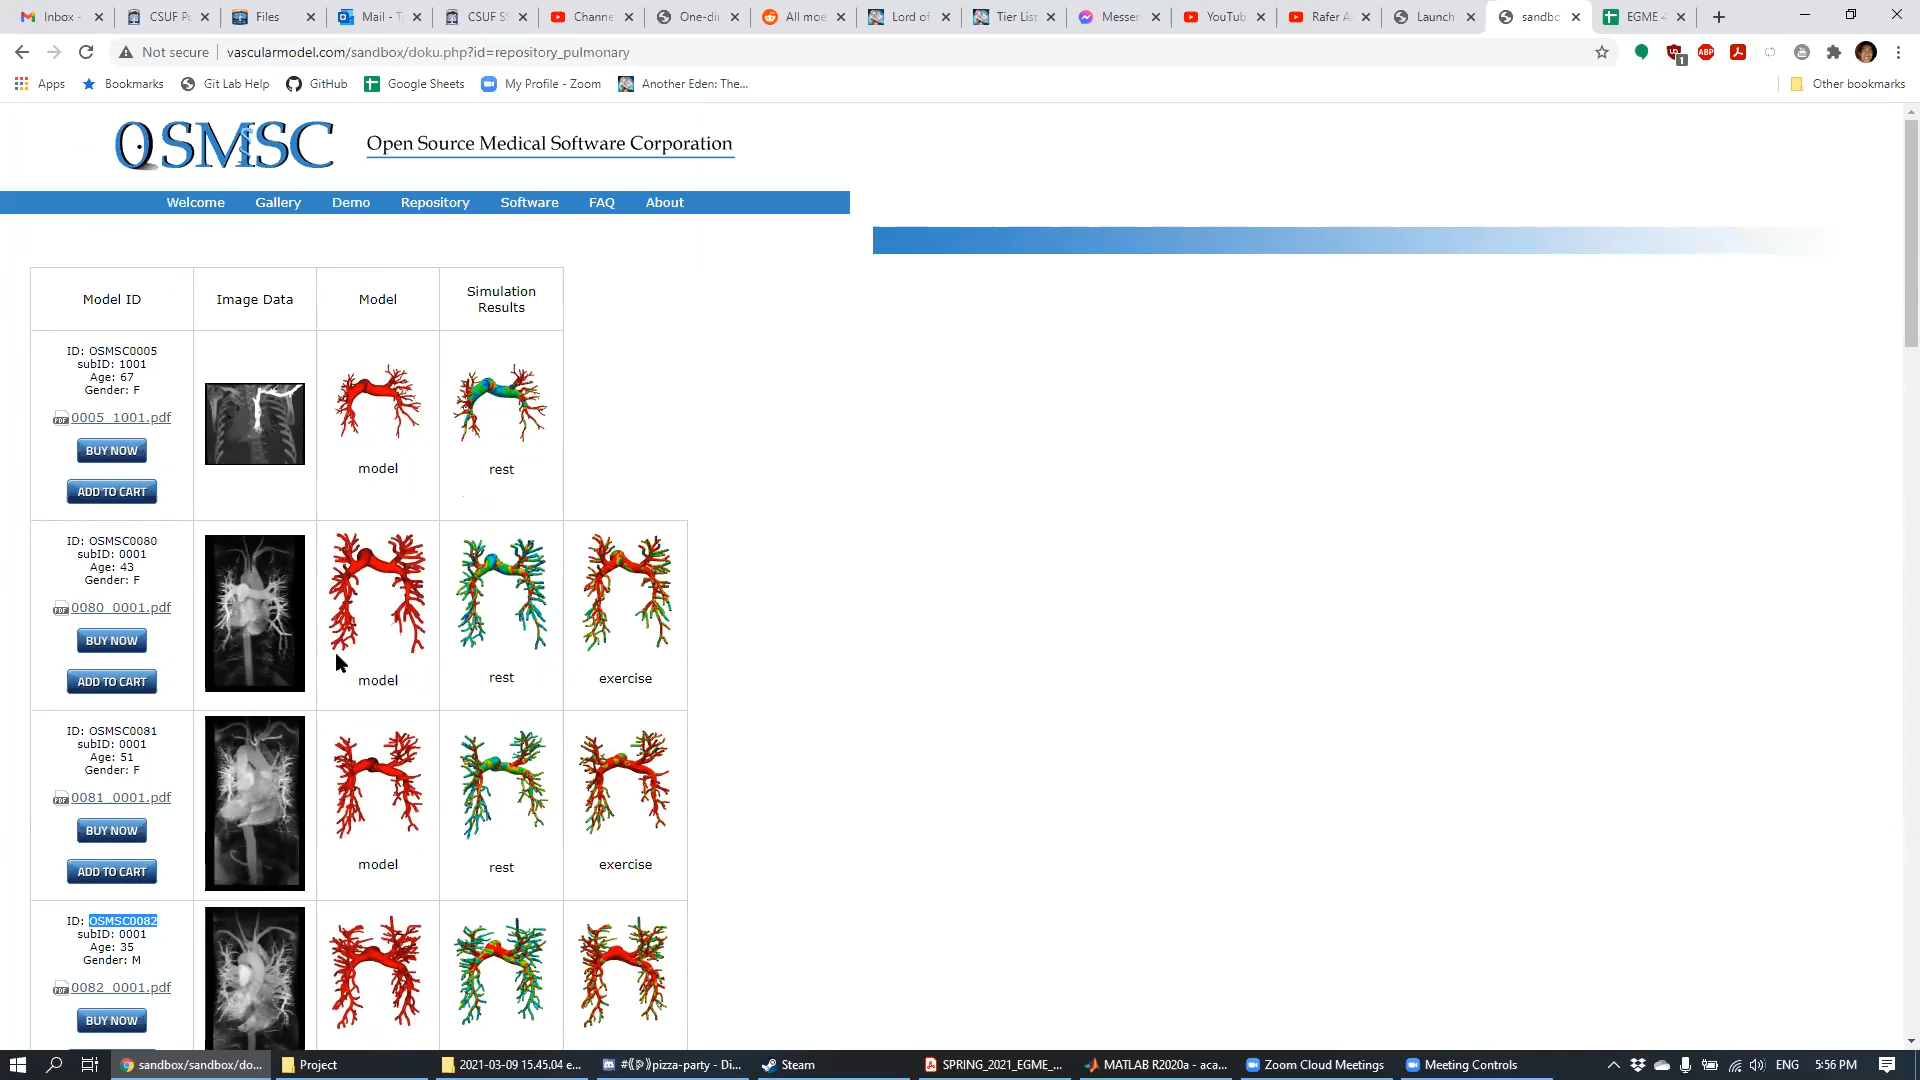 Inbox -
CSUF Po
Files
Mail - T
CSUF SS
Channe
One-di
All moe
Lord of
Tier List
Messen
YouTub
Rafer A
Launch
sandbo
EGME 4
Not secure
vascularmodel.com/sandbox/doku.php?id=repository_pulmonary
Apps
Bookmarks
Git Lab Help
GitHub
Google Sheets
My Profile - Zoom
Another Eden: The...
Other bookmarks
OSMSC
Open Source Medical Software Corporation
Welcome
Gallery
Demo
Repository
Software
FAQ
About
Model ID
Image Data
Model
Simulation
Results
ID: OSMSC0005
subID: 1001
Age: 67
Gender: F
0005_1001.pdf
BUY NOW
ADD TO CART
model
rest
ID: OSMSC0080
subID: 0001
Age: 43
Gender: F
0080_0001.pdf
BUY NOW
ADD TO CART
model
rest
exercise
ID: OSMSC0081
subID: 0001
Age: 51
Gender: F
0081_0001.pdf
BUY NOW
ADD TO CART
model
rest
exercise
ID: OSMSC0082
subID: 0001
Age: 35
Gender: M
0082_0001.pdf
BUY NOW
sandbox/sandbox/do...
Project
2021-03-09 15.45.04 e...
pizza-party - Di...
Steam
SPRING_2021_EGME_...
MATLAB R2020a - aca...
Zoom Cloud Meetings
Meeting Controls
ENG
5:56 PM